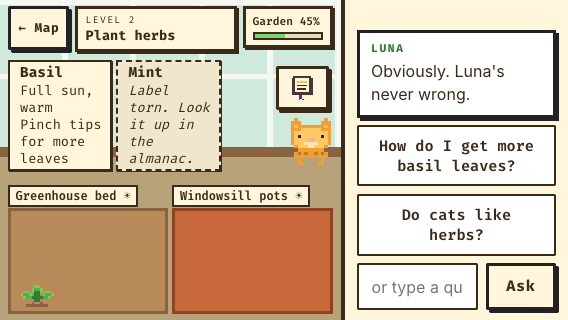 ← Map
LEVEL 2
Plant herbs
Garden 45%
Basil
Full sun,
warm
Pinch tips
for more
leaves
Mint
Label
torn. Look
it up in
the
almanac.
Greenhouse bed ☀
Windowsill pots ☀
LUNA
Obviously. Luna's
never wrong.
How do I get more
basil leaves?
Do cats like
herbs?
or type a qu
Ask